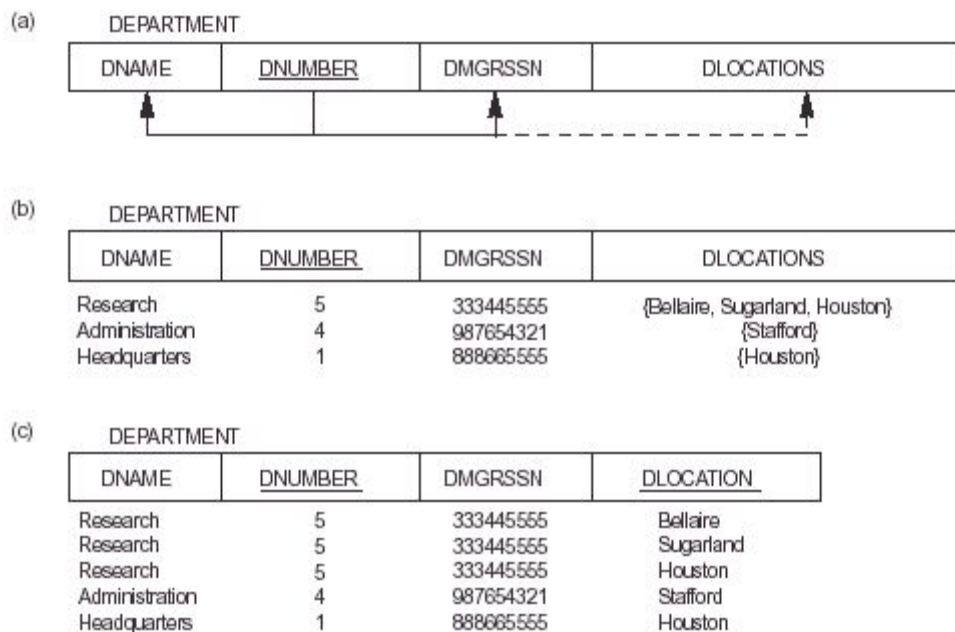 (a) DEPARTMENT
DNAME DNUMBER DMGRSSN DLOCATIONS
(b) DEPARTMENT
DNAME DNUMBER DMGRSSN DLOCATIONS
Research 5 333445555 {Bellaire, Sugarland, Houston}
Administration 4 987654321 {Stafford}
Headquarters 1 888665555 {Houston}
(c) DEPARTMENT
DNAME DNUMBER DMGRSSN DLOCATION
Research 5 333445555 Bellaire
Research 5 333445555 Sugarland
Research 5 333445555 Houston
Administration 4 987654321 Stafford
Headquarters 1 888665555 Houston